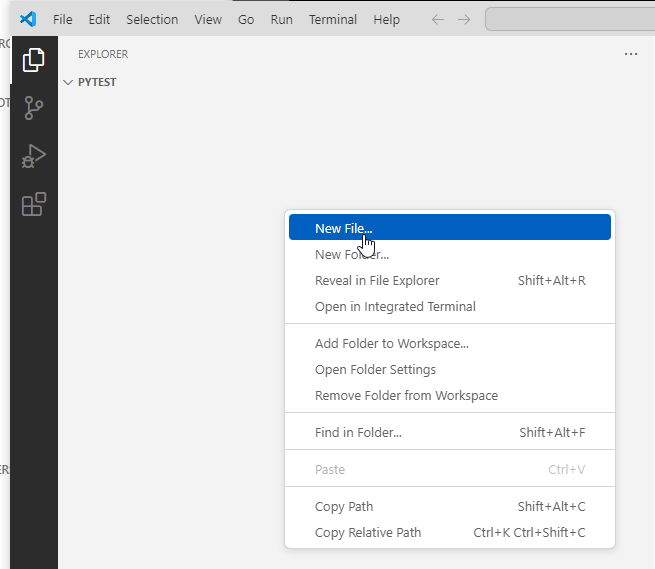 File Edit Selection View Go Run Terminal Help
EXPLORER
PYTEST
New File...
New Folder...
Reveal in File Explorer Shift+Alt+R
Open in Integrated Terminal
Add Folder to Workspace...
Open Folder Settings
Remove Folder from Workspace
Find in Folder... Shift+Alt+F
Paste Ctrl+V
Copy Path Shift+Alt+C
Copy Relative Path Ctrl+K Ctrl+Shift+C